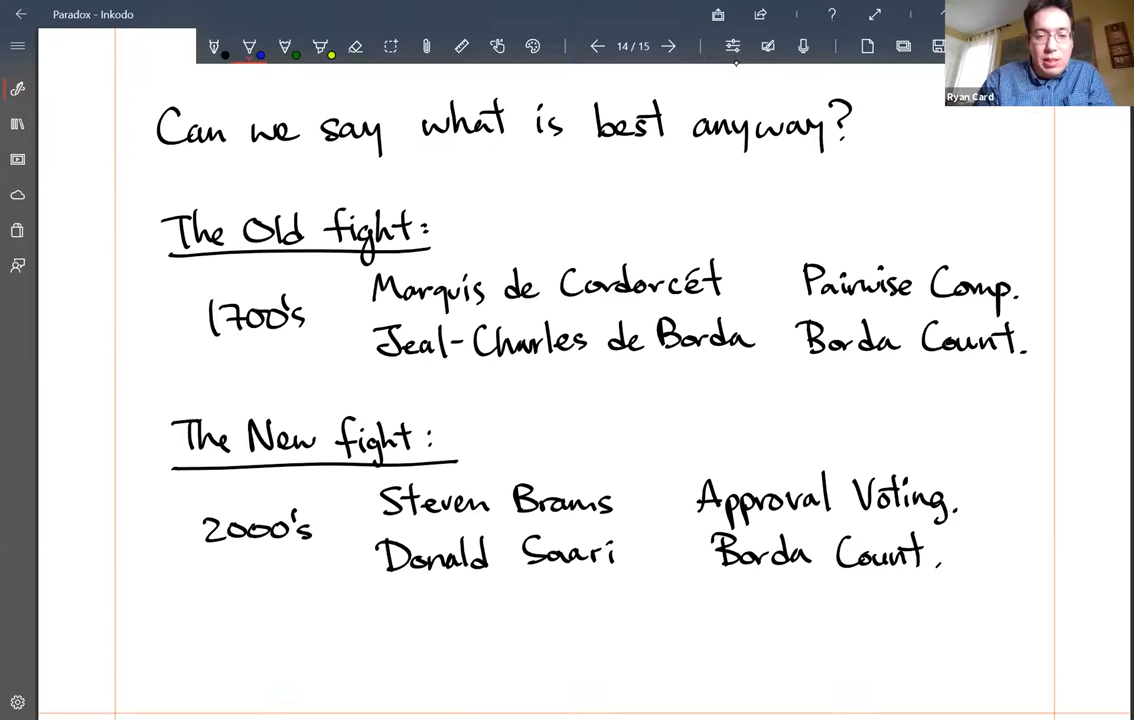 Paradox - Inkodo
14 / 15
Ryan Card
Can we say what is best anyway?
The Old fight:
1700's
Marquis de Cordorcét Pairwise Comp.
Jeal-Charles de Borda Borda Count.
The New fight:
2000's
Steven Brams Approval Voting.
Donald Saari Borda Count.